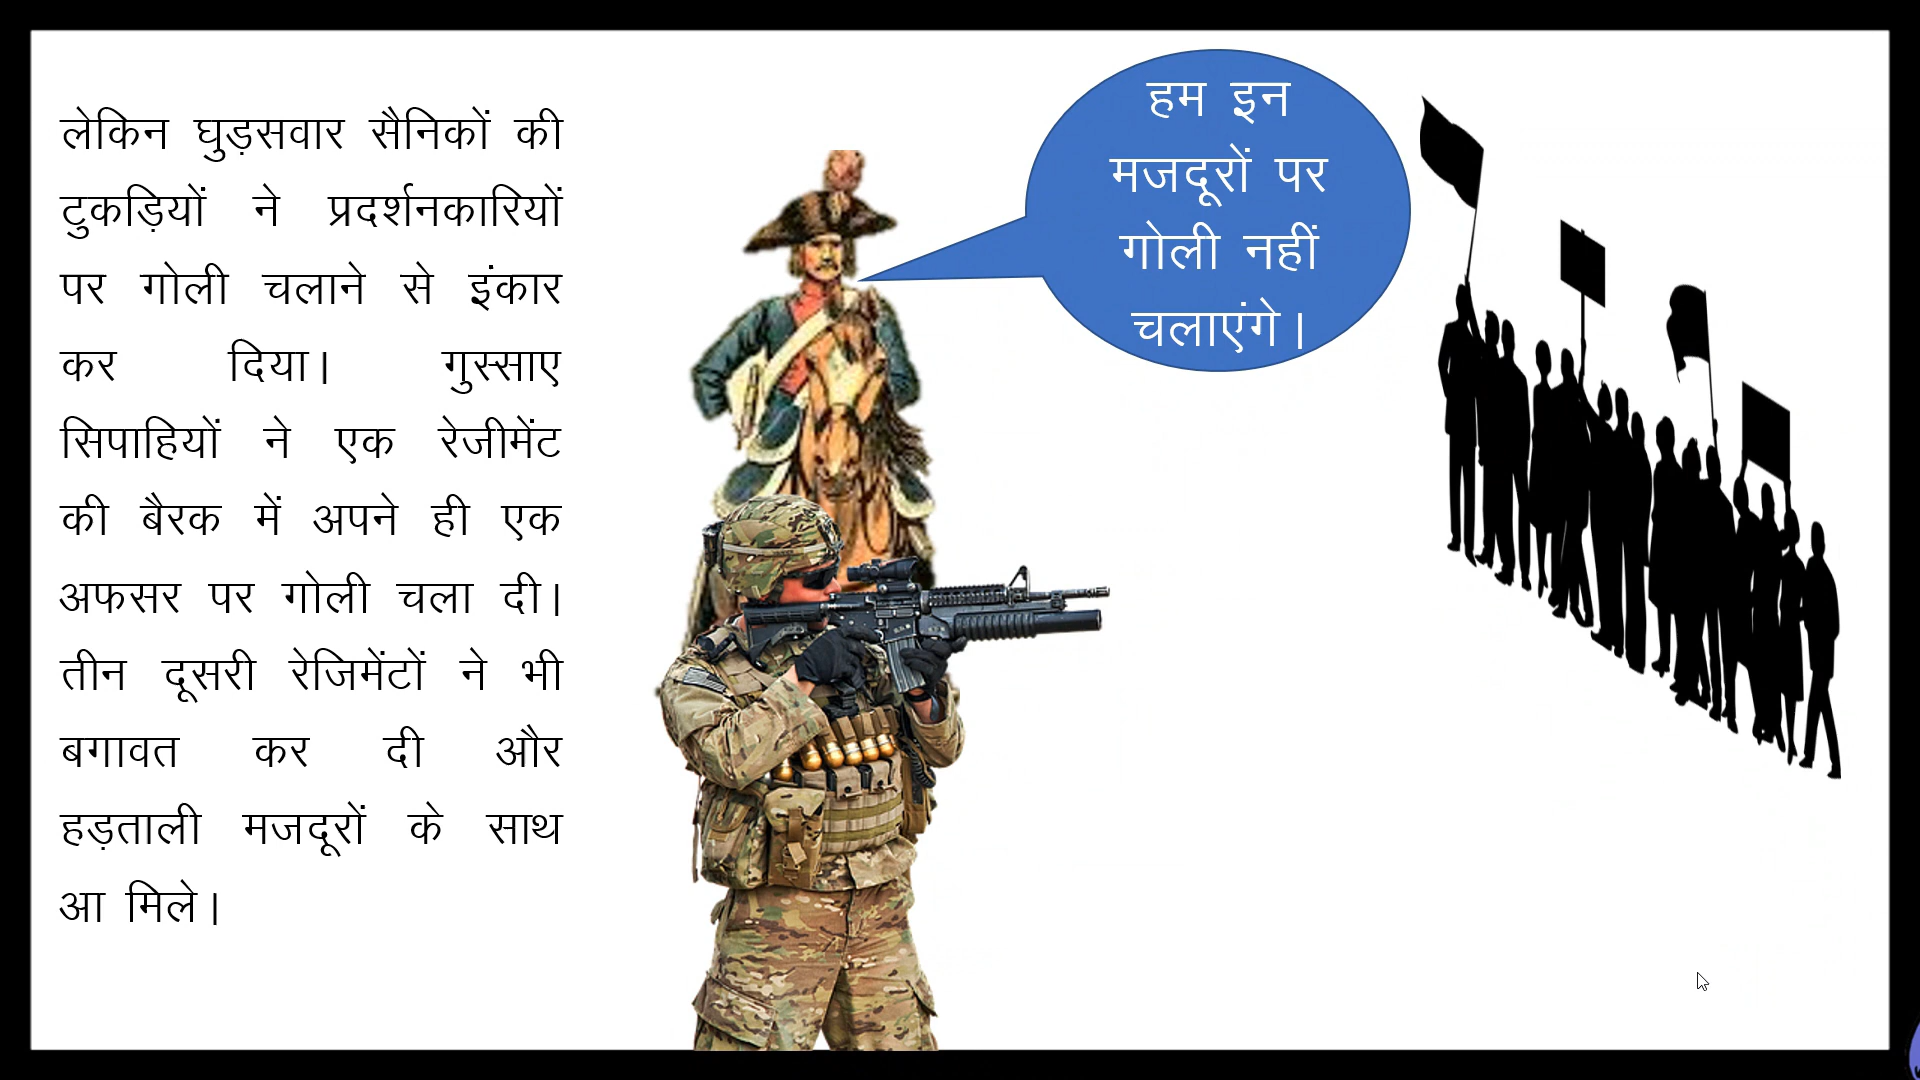 लेकिन घुड़सवार सैनिकों की
टुकड़ियों ने प्रदर्शनकारियों
पर गोली चलाने से इंकार
कर दिया। गुस्साए
सिपाहियों ने एक रेजीमेंट
की बैरक में अपने ही एक
अफसर पर गोली चला दी।
तीन दूसरी रेजिमेंटों ने भी
बगावत कर दी और
हड़ताली मजदूरों के साथ
आ मिले।
हम इन
मजदूरों पर
गोली नहीं
चलाएंगे।